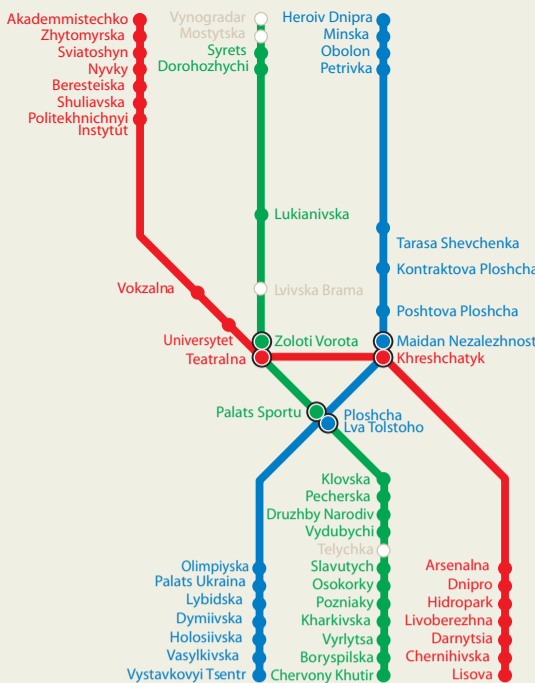 Akademmistechko
Zhytomyrska
Sviatoshyn
Nyvky
Beresteiska
Shuliavska
Politekhnichnyi
Instytut
Vynogradar
Mostytska
Syrets
Dorohozhychi
Heroiv Dnipra
Minska
Obolon
Petrivka
Lukianivska
Tarasa Shevchenka
Kontraktova Ploshcha
Vokzalna
Lvivska Brama
Poshtova Ploshcha
Universytet
Zoloti Vorota
Maidan Nezalezhnost
Teatralna
Khreshchatyk
Palats Sportu
Ploshcha
Lva Tolstoho
Klovska
Pecherska
Druzhby Narodiv
Vydubychi
Telychka
Slavutych
Osokorky
Pozniaky
Kharkivska
Vyrlytsa
Boryspilska
Chervony Khutir
Olimpiyska
Palats Ukraina
Lybidska
Dymiivska
Holosiivska
Vasylkivska
Vystavkovyi Tsentr
Arsenalna
Dnipro
Hidropark
Livoberezhna
Darnytsia
Chernihivska
Lisova